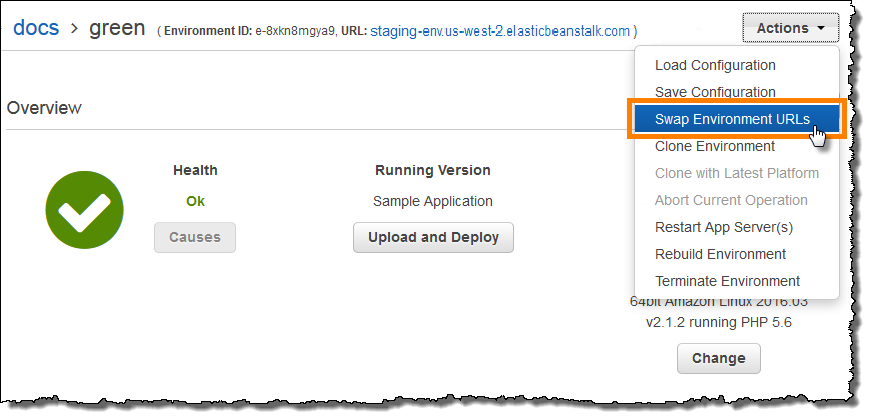 docs > green ( Environment ID: e-8xkn8mgya9, URL: staging-env.us-west-2.elasticbeanstalk.com )
Actions
Load Configuration
Save Configuration
Swap Environment URLs
Clone Environment
Clone with Latest Platform
Abort Current Operation
Restart App Server(s)
Rebuild Environment
Terminate Environment
Overview
Health
Ok
Causes
Running Version
Sample Application
Upload and Deploy
64bit Amazon Linux 2016.03
v2.1.2 running PHP 5.6
Change